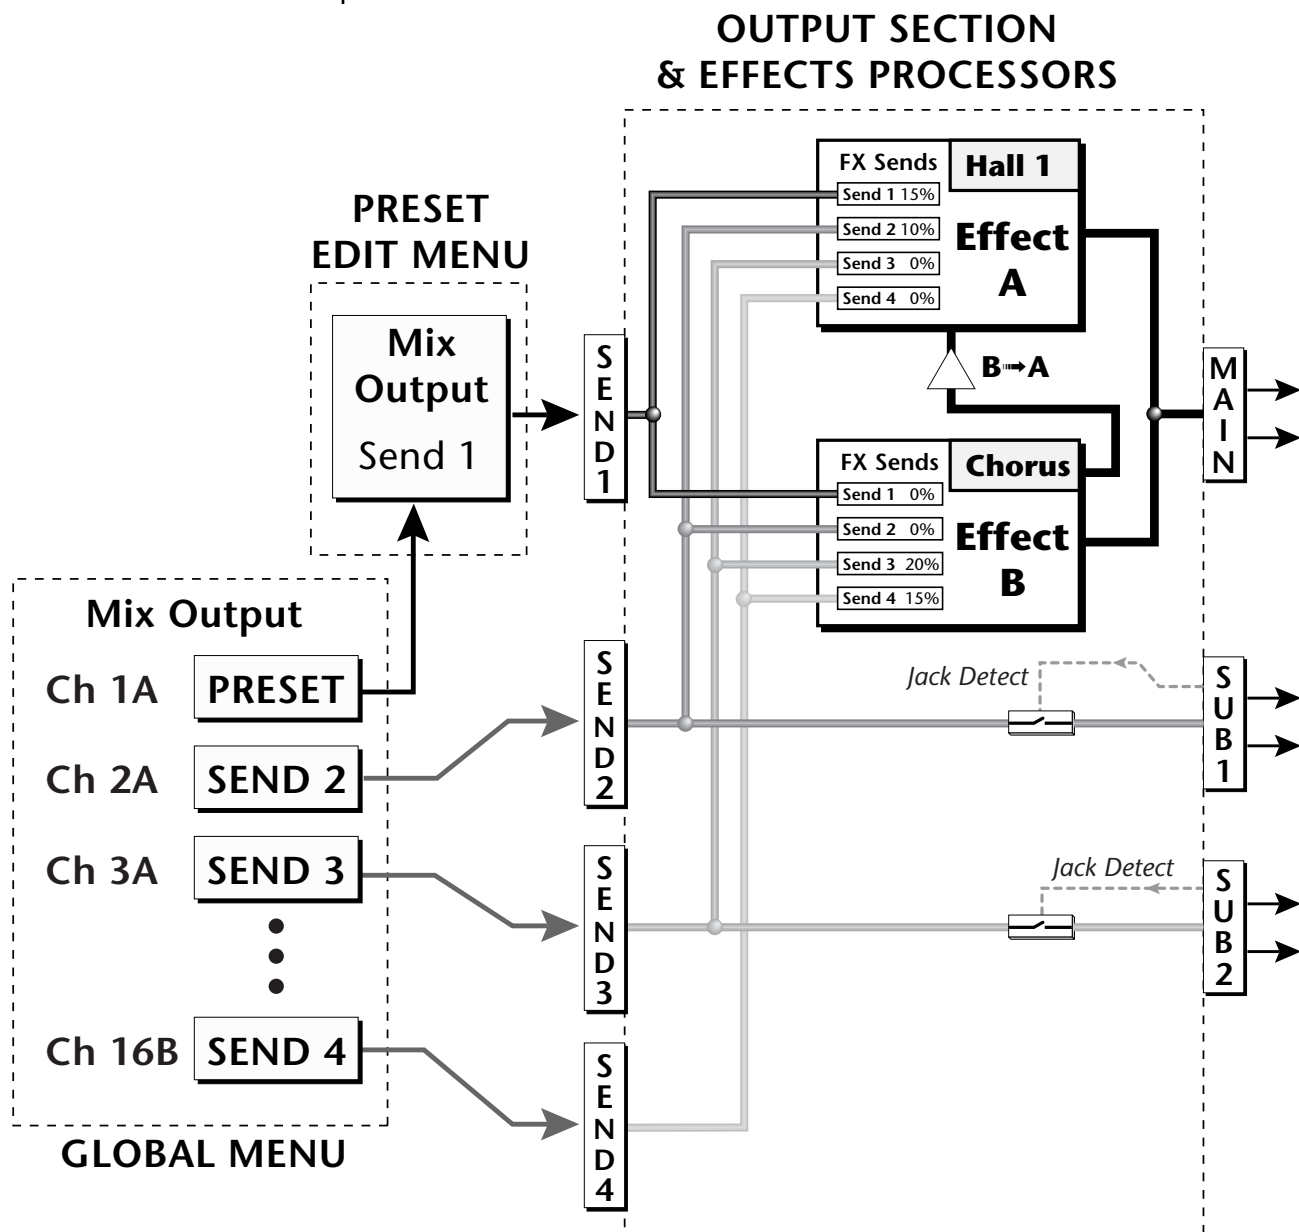 OUTPUT SECTION
& EFFECTS PROCESSORS
PRESET
EDIT MENU
Mix
Output
Send 1
SEND1
FX Sends
Hall 1
Send 1 15%
Send 2 10%
Send 3 0%
Send 4 0%
Effect
A
B➟A
FX Sends
Chorus
Send 1 0%
Send 2 0%
Send 3 20%
Send 4 15%
Effect
B
MAIN
Mix Output
Ch 1A PRESET
Ch 2A SEND 2
Ch 3A SEND 3
Ch 16B SEND 4
GLOBAL MENU
SEND2
Jack Detect
SUB1
SEND3
Jack Detect
SUB2
SEND4